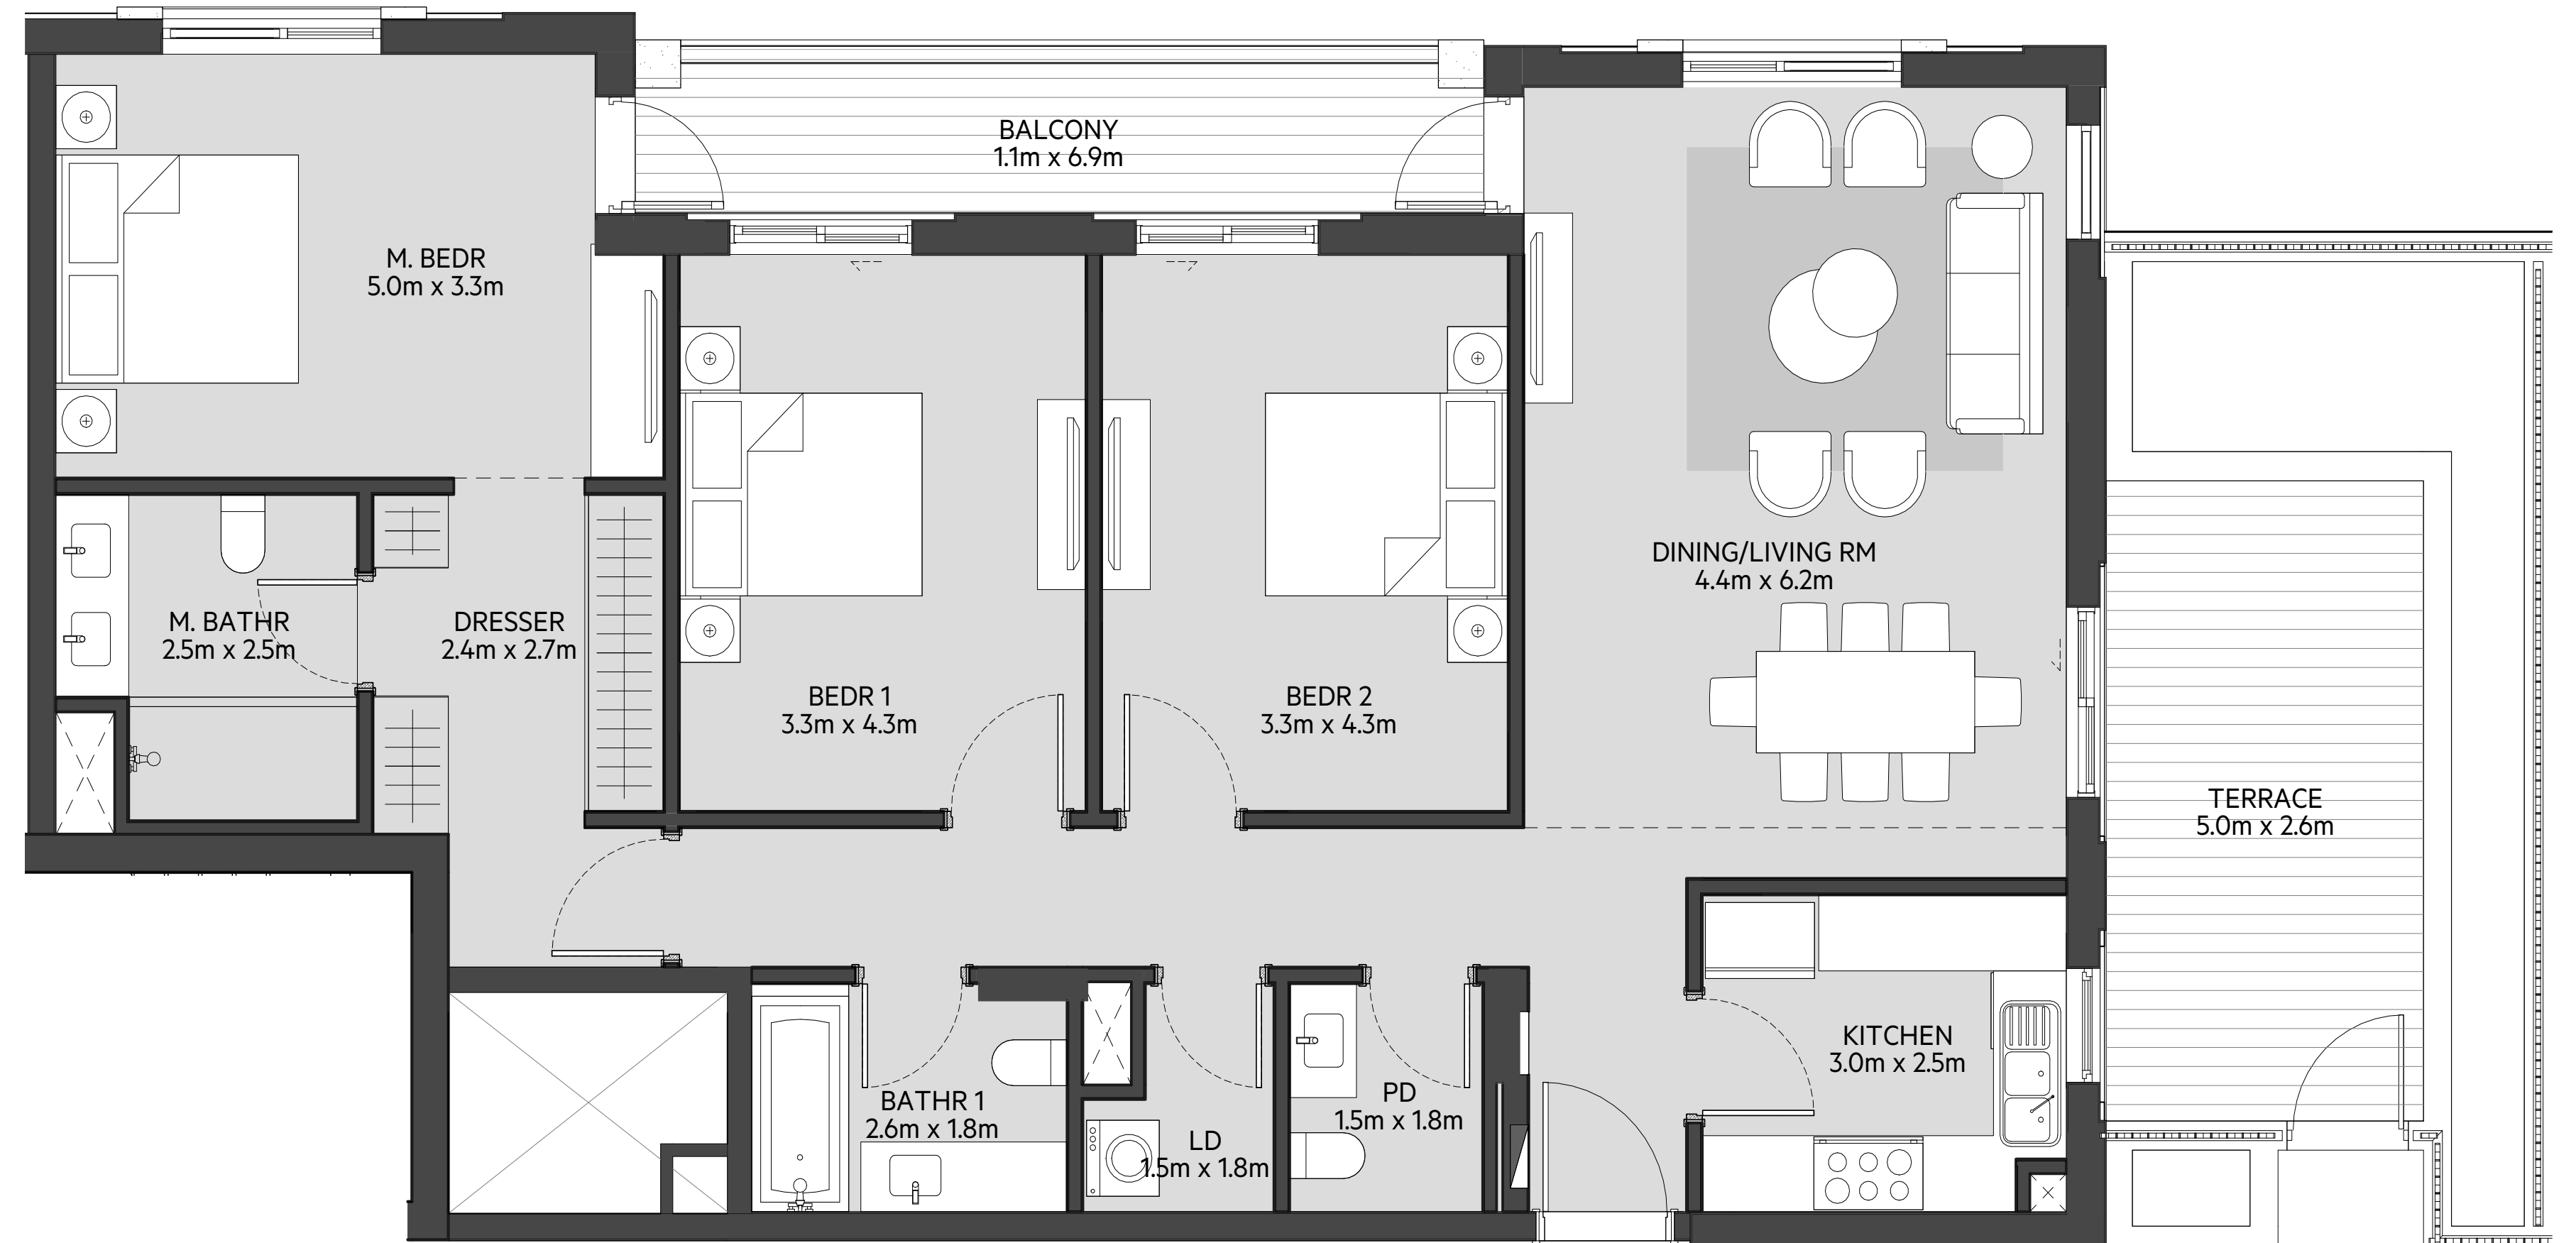 BALCONY
1.1m x 6.9m
M. BEDR
5.0m x 3.3m
DINING/LIVING RM
4.4m x 6.2m
M. BATHR
2.5m x 2.5m
DRESSER
2.4m x 2.7m
BEDR 1
3.3m x 4.3m
BEDR 2
3.3m x 4.3m
TERRACE
5.0m x 2.6m
KITCHEN
3.0m x 2.5m
BATHR 1
2.6m x 1.8m
PD
1.5m x 1.8m
LD
1.5m x 1.8m